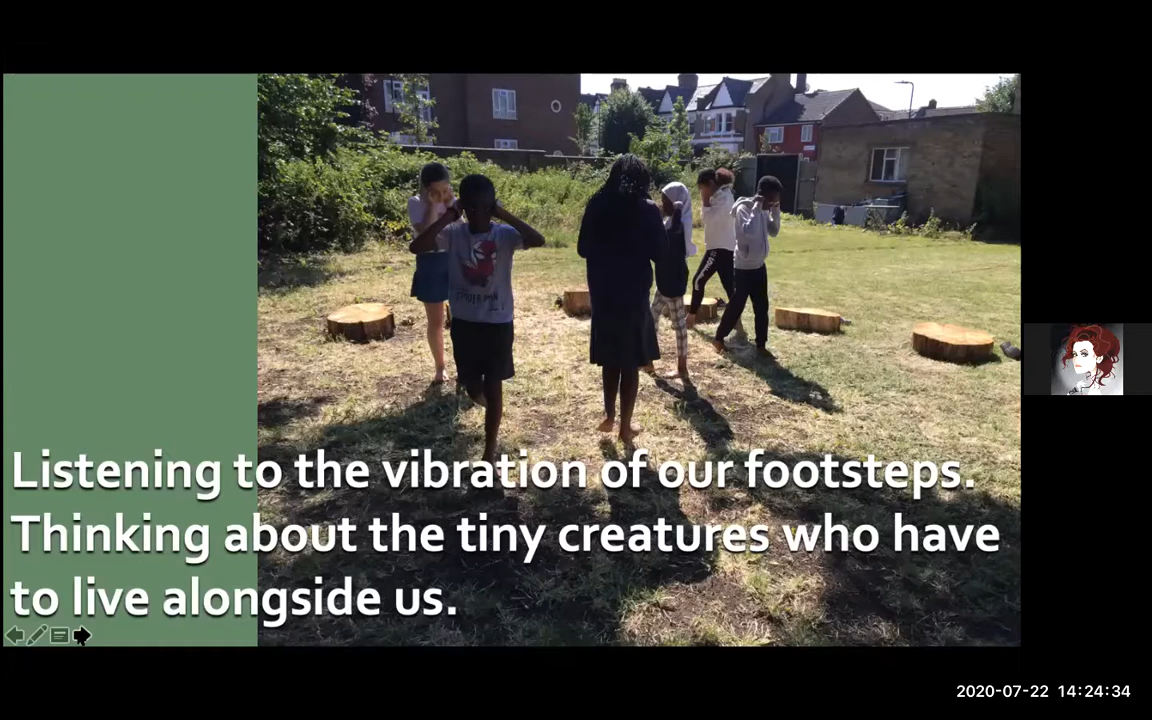 Listening to the vibration of our footsteps.
Thinking about the tiny creatures who have
to live alongside us.
2020-07-22 14:24:34